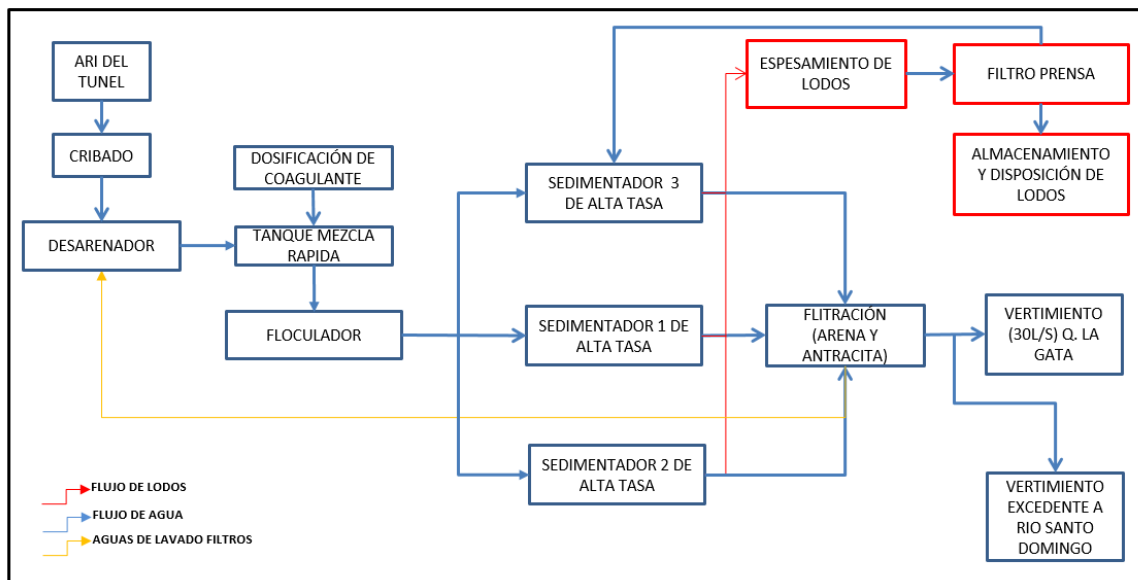 ARI DEL
TUNEL
CRIBADO
DESARENADOR
DOSIFICACIÓN DE
COAGULANTE
TANQUE MEZCLA
RAPIDA
FLOCULADOR
SEDIMENTADOR 3
DE ALTA TASA
SEDIMENTADOR 1 DE
ALTA TASA
SEDIMENTADOR 2 DE
ALTA TASA
ESPESAMIENTO DE
LODOS
FILTRO PRENSA
ALMACENAMIENTO
Y DISPOSICIÓN DE
LODOS
FLITRACIÓN
(ARENA Y
ANTRACITA)
VERTIMIENTO
(30L/S) Q. LA
GATA
VERTIMIENTO
EXCEDENTE A
RIO SANTO
DOMINGO
FLUJO DE LODOS
FLUJO DE AGUA
AGUAS DE LAVADO FILTROS